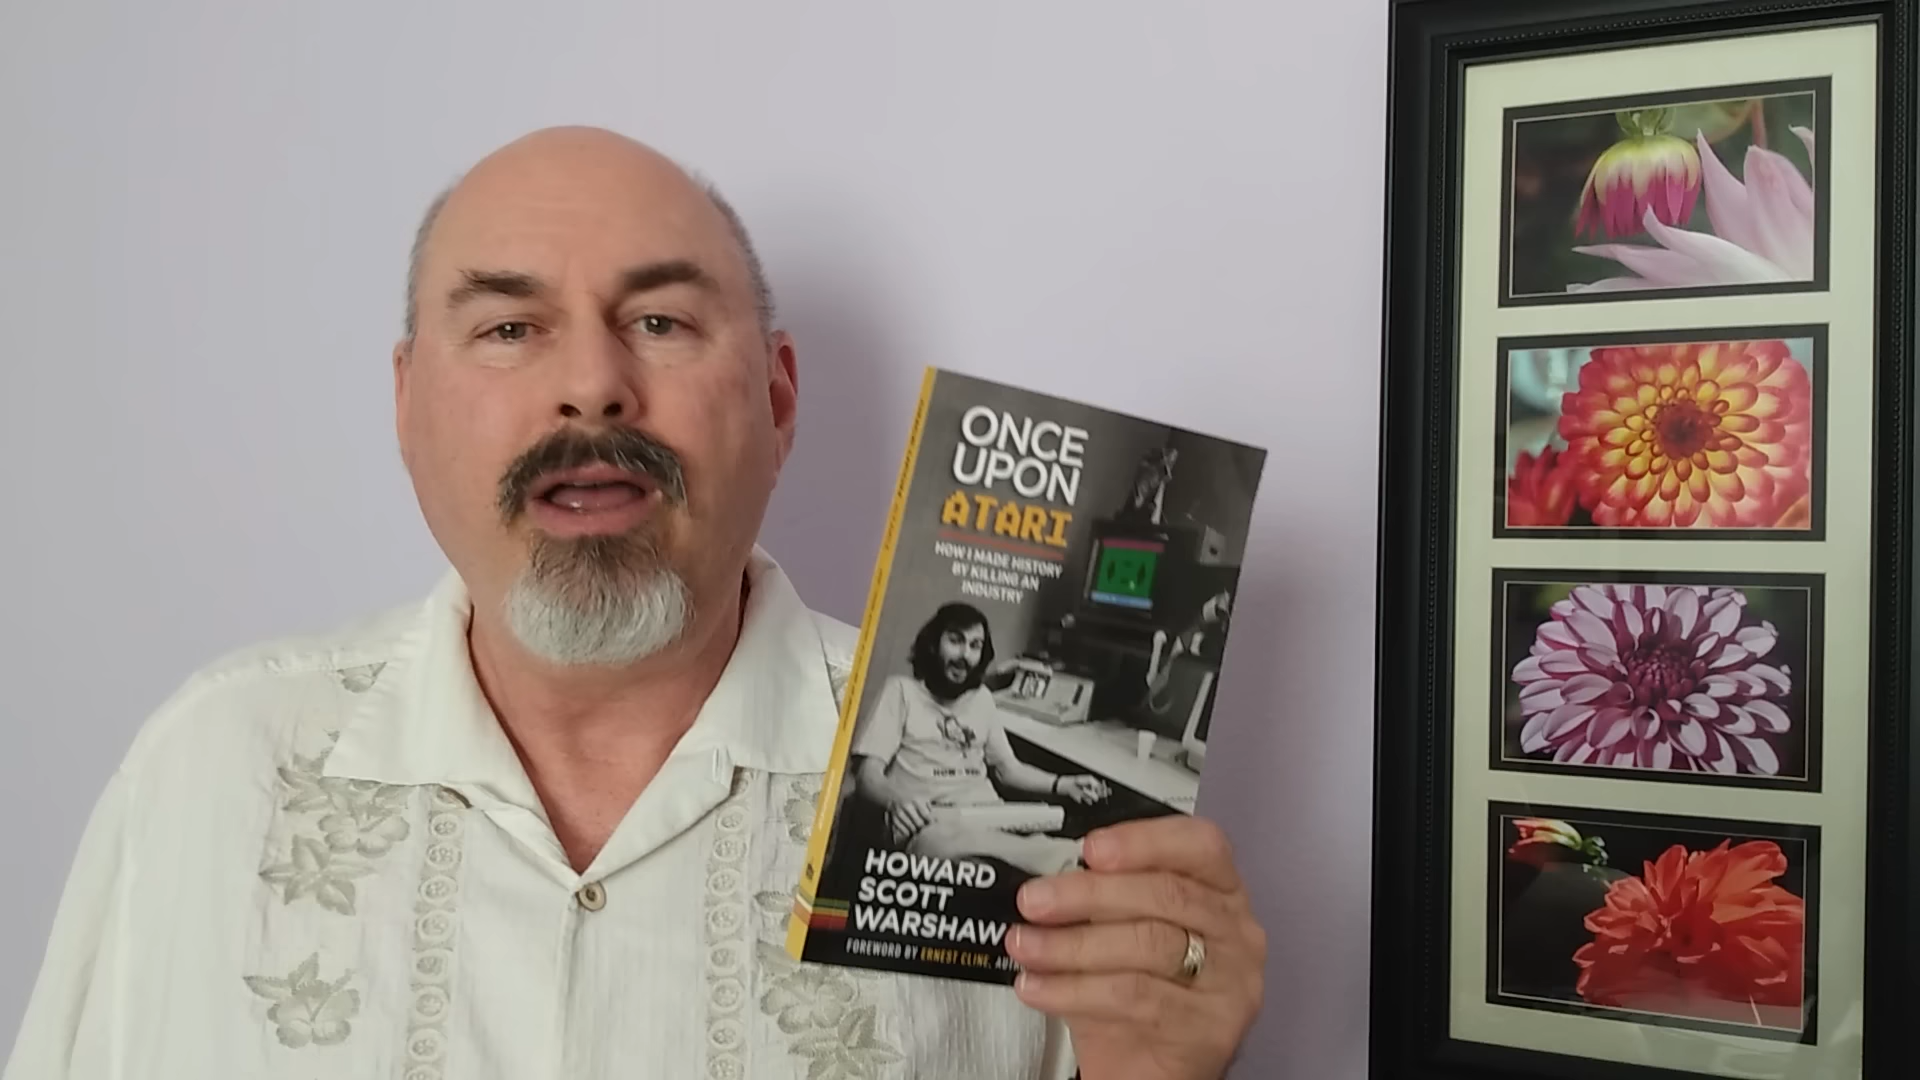 ONCE
UPON
ATARI
HOW I MADE HISTORY
BY KILLING AN
INDUSTRY
HOWARD
SCOTT
WARSHAW
FOREWORD BY ERNEST CLINE,